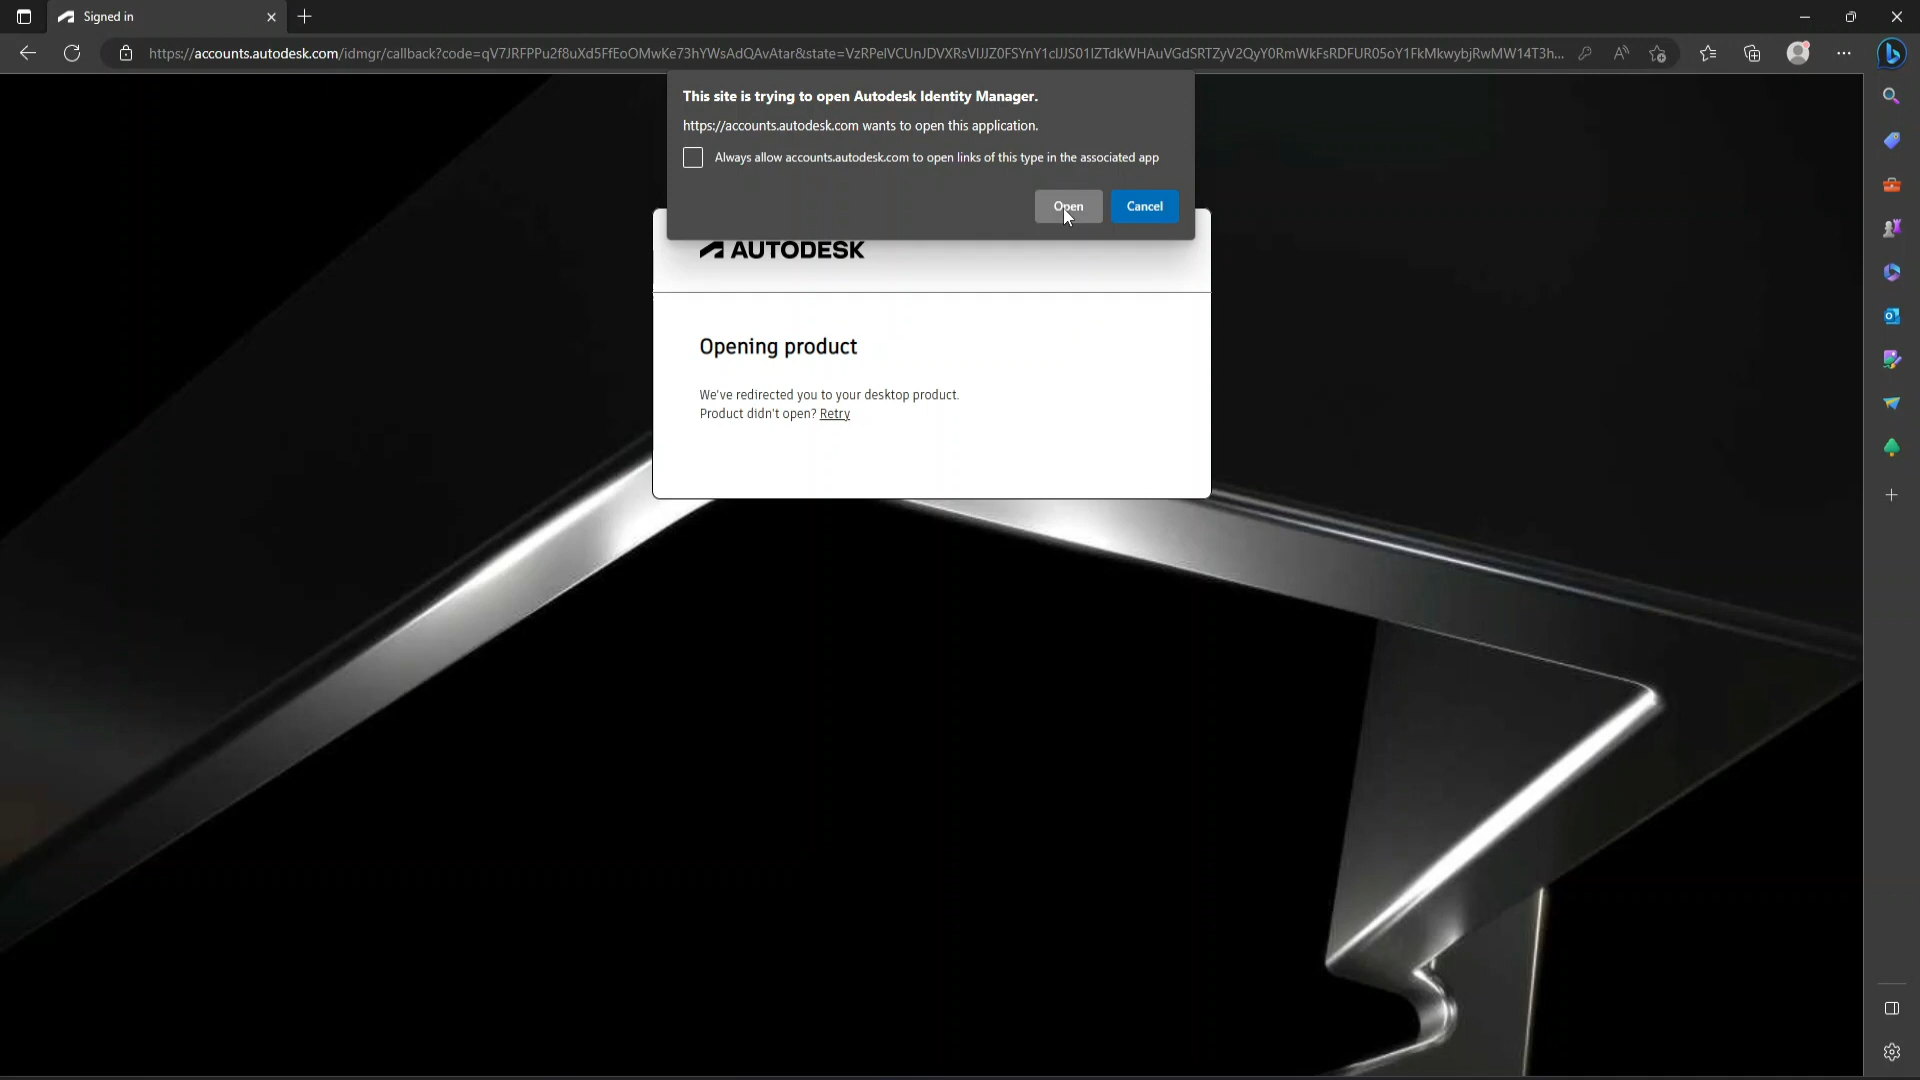 Signed in
https://accounts.autodesk.com/idmgr/callback?code=qV7JRFPPu2f8uXd5FfEoOMwKe73hYWsAdQAvAtar&state=VzRPelVCUnJDVXRsVlJJZ0FSYnY1clJJS01lZTdkWHAuVGdSRTZyV2QyY0RmWkFsRDFUR05oY1FkMkwybjRwMW14T3h...
This site is trying to open Autodesk Identity Manager.
https://accounts.autodesk.com wants to open this application.
Always allow accounts.autodesk.com to open links of this type in the associated app
Open
Cancel
AUTODESK
Opening product
We've redirected you to your desktop product.
Product didn't open? Retry